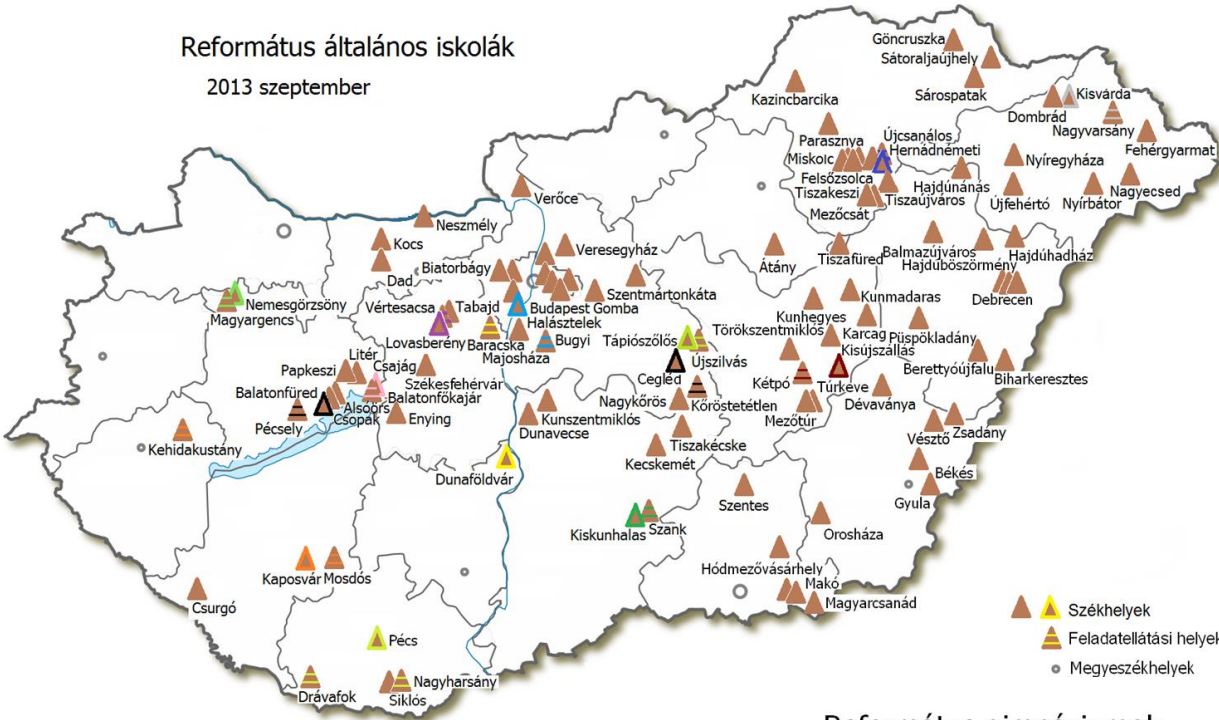 Református általános iskolák
2013 szeptember
Göncruszka
Sátoraljaújhely
Sárospatak
Kazincbarcika
Dombrád
Kisvárda
Nagyvarsány
Fehérgyarmat
Parasznya
Újcsanálos
Hernádnémeti
Miskolc
Felsőzsolca
Tiszakeszi
Tiszaújváros
Mezőcsát
Hajdúnánás
Nyíregyháza
Újfehértó
Nyírbátor
Nagyecsed
Verőce
Neszmély
Kocs
Dad
Biatorbágy
Veresegyház
Átány
Tiszafüred
Balmazújváros
Hajdúböszörmény
Hajdúhadház
Debrecen
Nemesgörzsöny
Magyargencs
Vértesacsa
Tabajd
Lovasberény
Baracska
Budapest
Gomba
Szentmártonkáta
Halásztelek
Majosháza
Bugyi
Tápiószőlős
Újszilvás
Törökszentmiklós
Kunhegyes
Kunmadaras
Karcag
Püspökladány
Kisújszállás
Berettyóújfalu
Biharkeresztes
Litér
Papkeszi
Csajág
Székesfehérvár
Balatonfüred
Balatonfőkajár
Alsóörs
Csopak
Enying
Pécsely
Kehidakustány
Cegléd
Nagykőrös
Kőröstetétlen
Kétpó
Túrkeve
Dévaványa
Mezőtúr
Kunszentmiklós
Dunavecse
Tiszakécske
Kecskemét
Vésztő
Zsadány
Békés
Gyula
Dunaföldvár
Szentes
Orosháza
Kiskunhalas
Szank
Hódmezővásárhely
Makó
Magyarcsanád
Kaposvár
Mosdós
Csurgó
Pécs
Drávafok
Nagyharsány
Siklós
Székhelyek
Feladatellátási helyek
Megyeszékhelyek